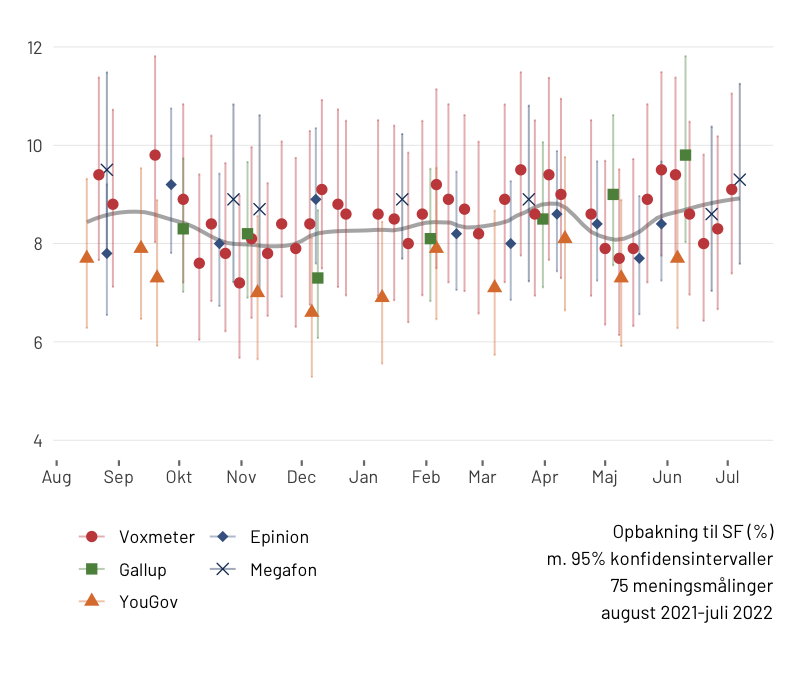 12
10
8
6
4
Aug Sep Okt Nov Dec Jan Feb Mar Apr Maj Jun Jul
Voxmeter Epinion
Gallup Megafon
YouGov
Opbakning til SF (%)
m. 95% konfidensintervaller
75 meningsmålinger
august 2021-juli 2022